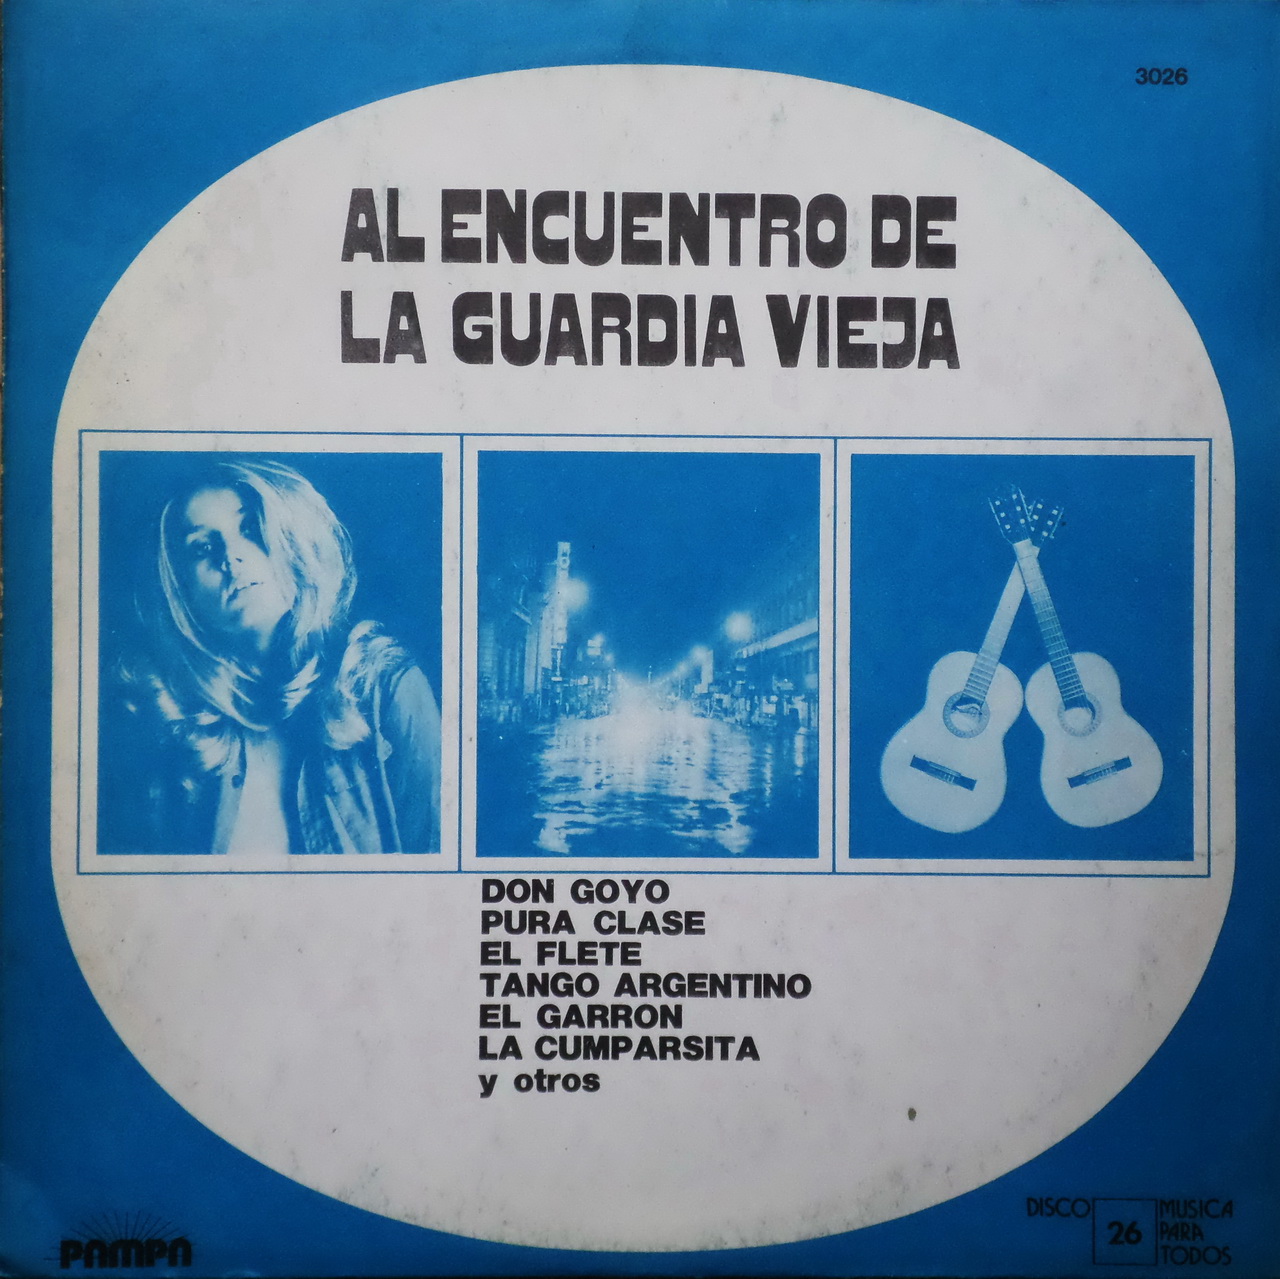 3026
AL ENCUENTRO DE
LA GUARDIA VIEJA
DON GOYO
PURA CLASE
EL FLETE
TANGO ARGENTINO
EL GARRON
LA CUMPARSITA
y otros
PAMPA
DISCO 26 MUSICA
PARA
TODOS